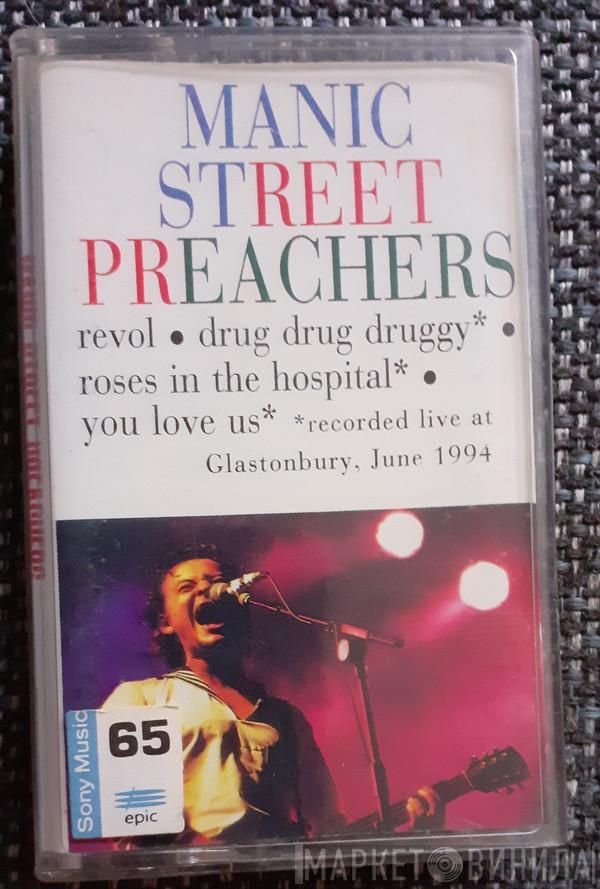 MANIC
STREET
PREACHERS
revol • drug drug druggy* •
roses in the hospital* •
you love us* *recorded live at
Glastonbury, June 1994
Sony Music
65
epic
МАРКЕТ ВИНИЛА